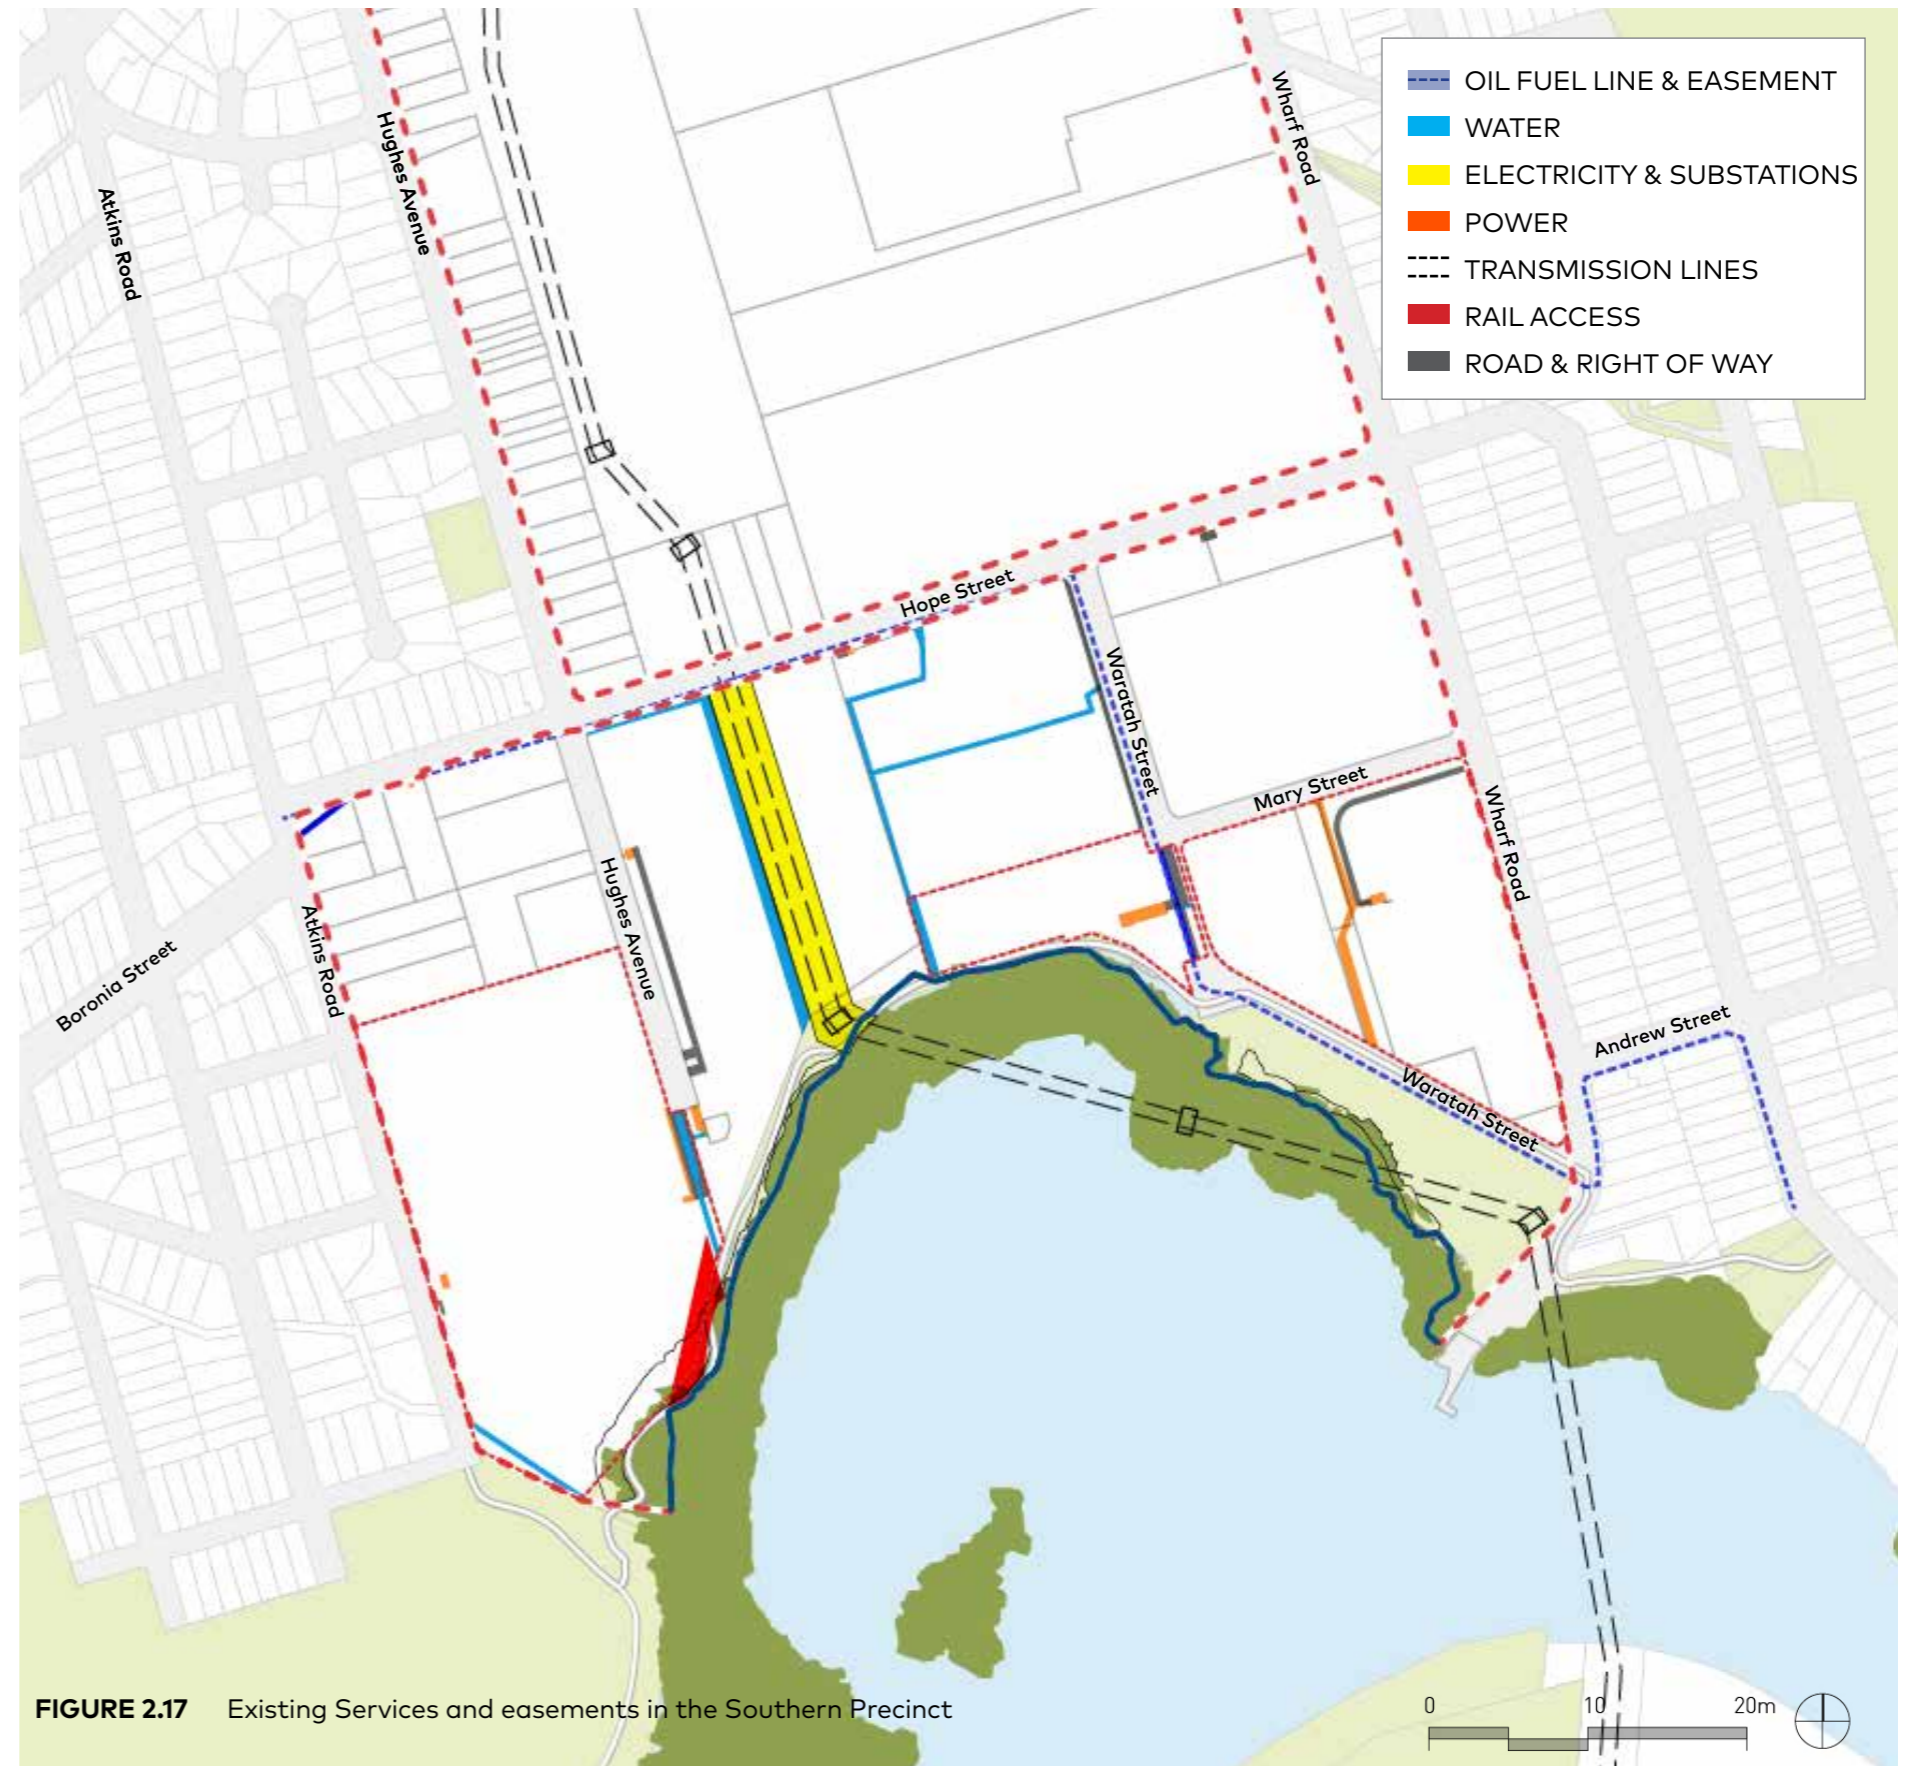 OIL FUEL LINE & EASEMENT
WATER
ELECTRICITY & SUBSTATIONS
POWER
TRANSMISSION LINES
RAIL ACCESS
ROAD & RIGHT OF WAY
Wharf Road
Hughes Avenue
Atkins Road
Hope Street
Waratah Street
Mary Street
Wharf Road
Hughes Avenue
Atkins Road
Boronia Street
Andrew Street
Waratah Street
FIGURE 2.17 Existing Services and easements in the Southern Precinct
0 10 20m